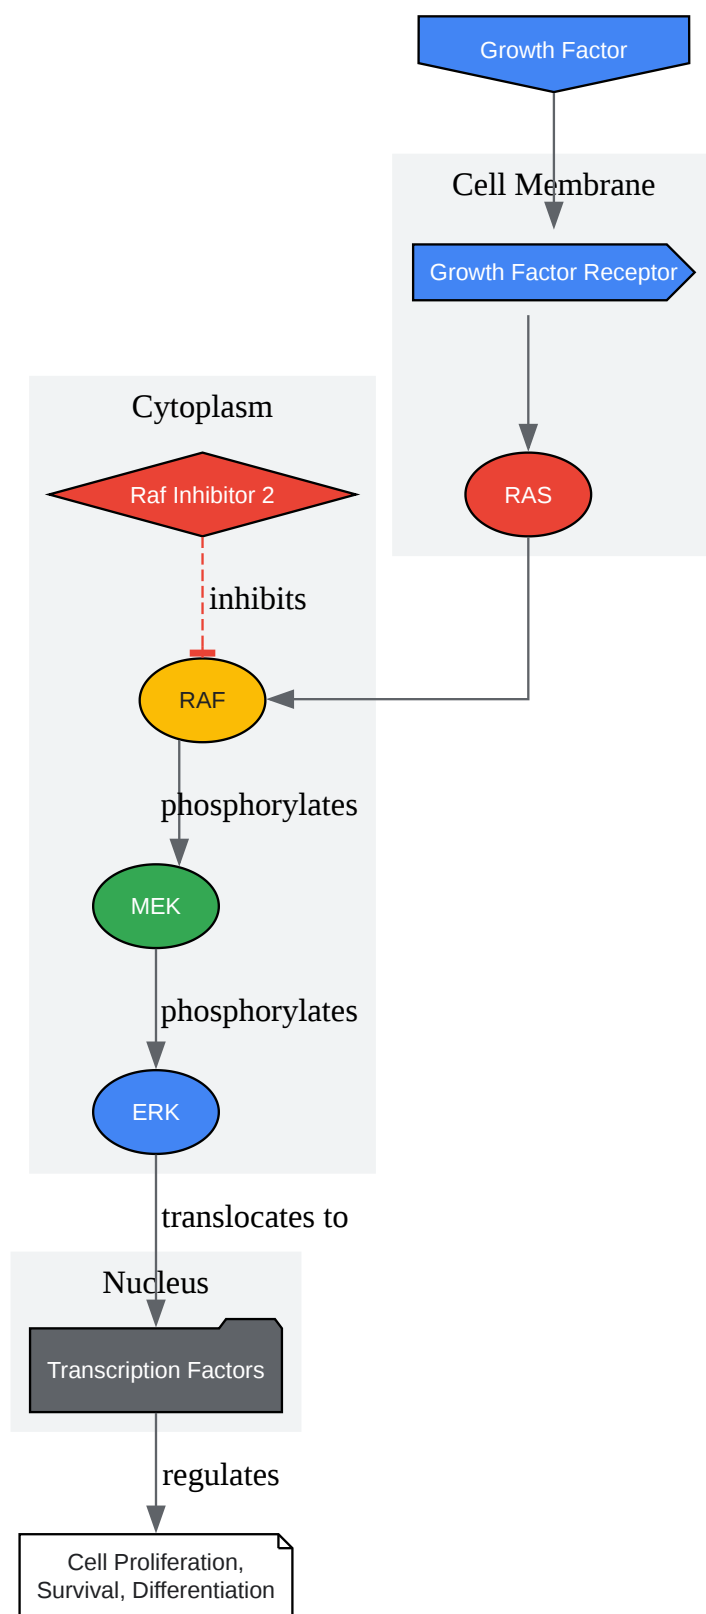 Growth Factor
Cell Membrane
Growth Factor Receptor
Cytoplasm
Raf Inhibitor 2
RAS
inhibits
RAF
phosphorylates
MEK
phosphorylates
ERK
translocates to
Nucleus
Transcription Factors
regulates
Cell Proliferation,
Survival, Differentiation